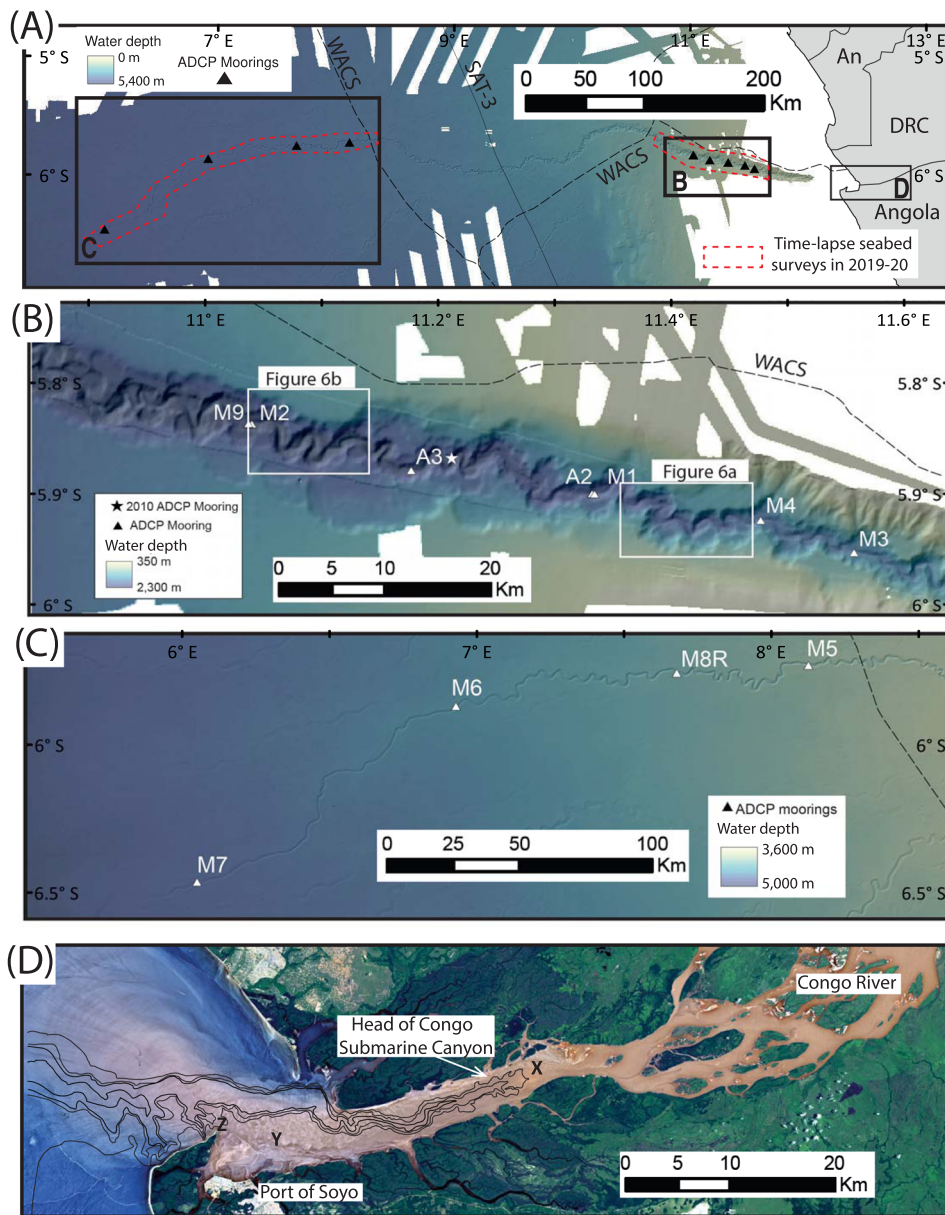 (A)
7° E
9° E
11° E
13° E
5° S
5° S
Water depth
0 m
5,400 m
ADCP Moorings
WACS
SAT-3
0 50 100 200
Km
An
DRC
6° S
6° S
WACS
B
D
Angola
C
Time-lapse seabed
surveys in 2019-20
(B)
11° E
11.2° E
11.4° E
11.6° E
WACS
5.8° S
5.8° S
Figure 6b
M9
M2
A3
A2
M1
Figure 6a
M4
M3
5.9° S
5.9° S
2010 ADCP Mooring
ADCP Mooring
Water depth
350 m
2,300 m
0 5 10 20
Km
6° S
6° S
(C)
6° E
7° E
8° E
M5
M8R
M6
6° S
6° S
M7
0 25 50 100
Km
ADCP moorings
Water depth
3,600 m
5,000 m
6.5° S
6.5° S
(D)
Congo River
Head of Congo
Submarine Canyon
X
Z
Y
Port of Soyo
0 5 10 20
Km